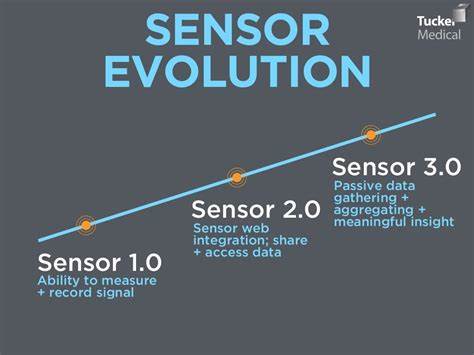 SENSOR
EVOLUTION
Tucker
Medical
Sensor 1.0
Ability to measure
+ record signal
Sensor 2.0
Sensor web
integration; share
+ access data
Sensor 3.0
Passive data
gathering +
aggregating +
meaningful insight